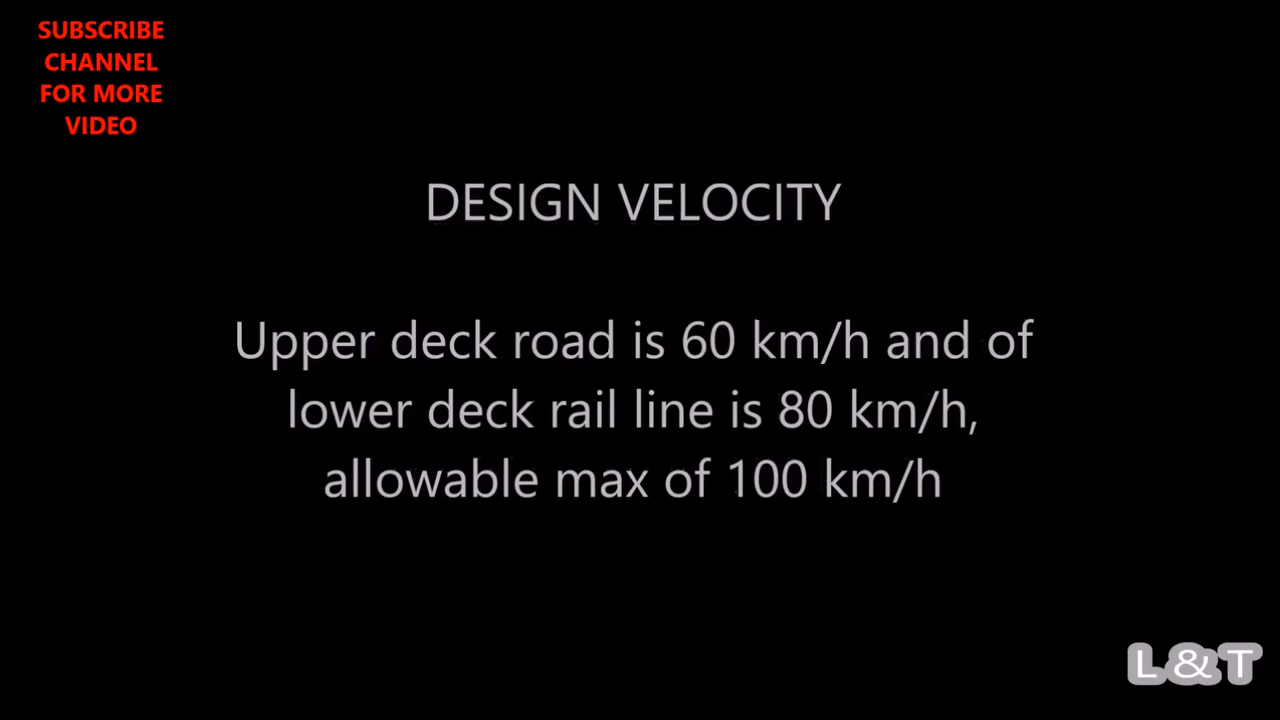 SUBSCRIBE
CHANNEL
FOR MORE
VIDEO
DESIGN VELOCITY
Upper deck road is 60 km/h and of
lower deck rail line is 80 km/h,
allowable max of 100 km/h
L&T